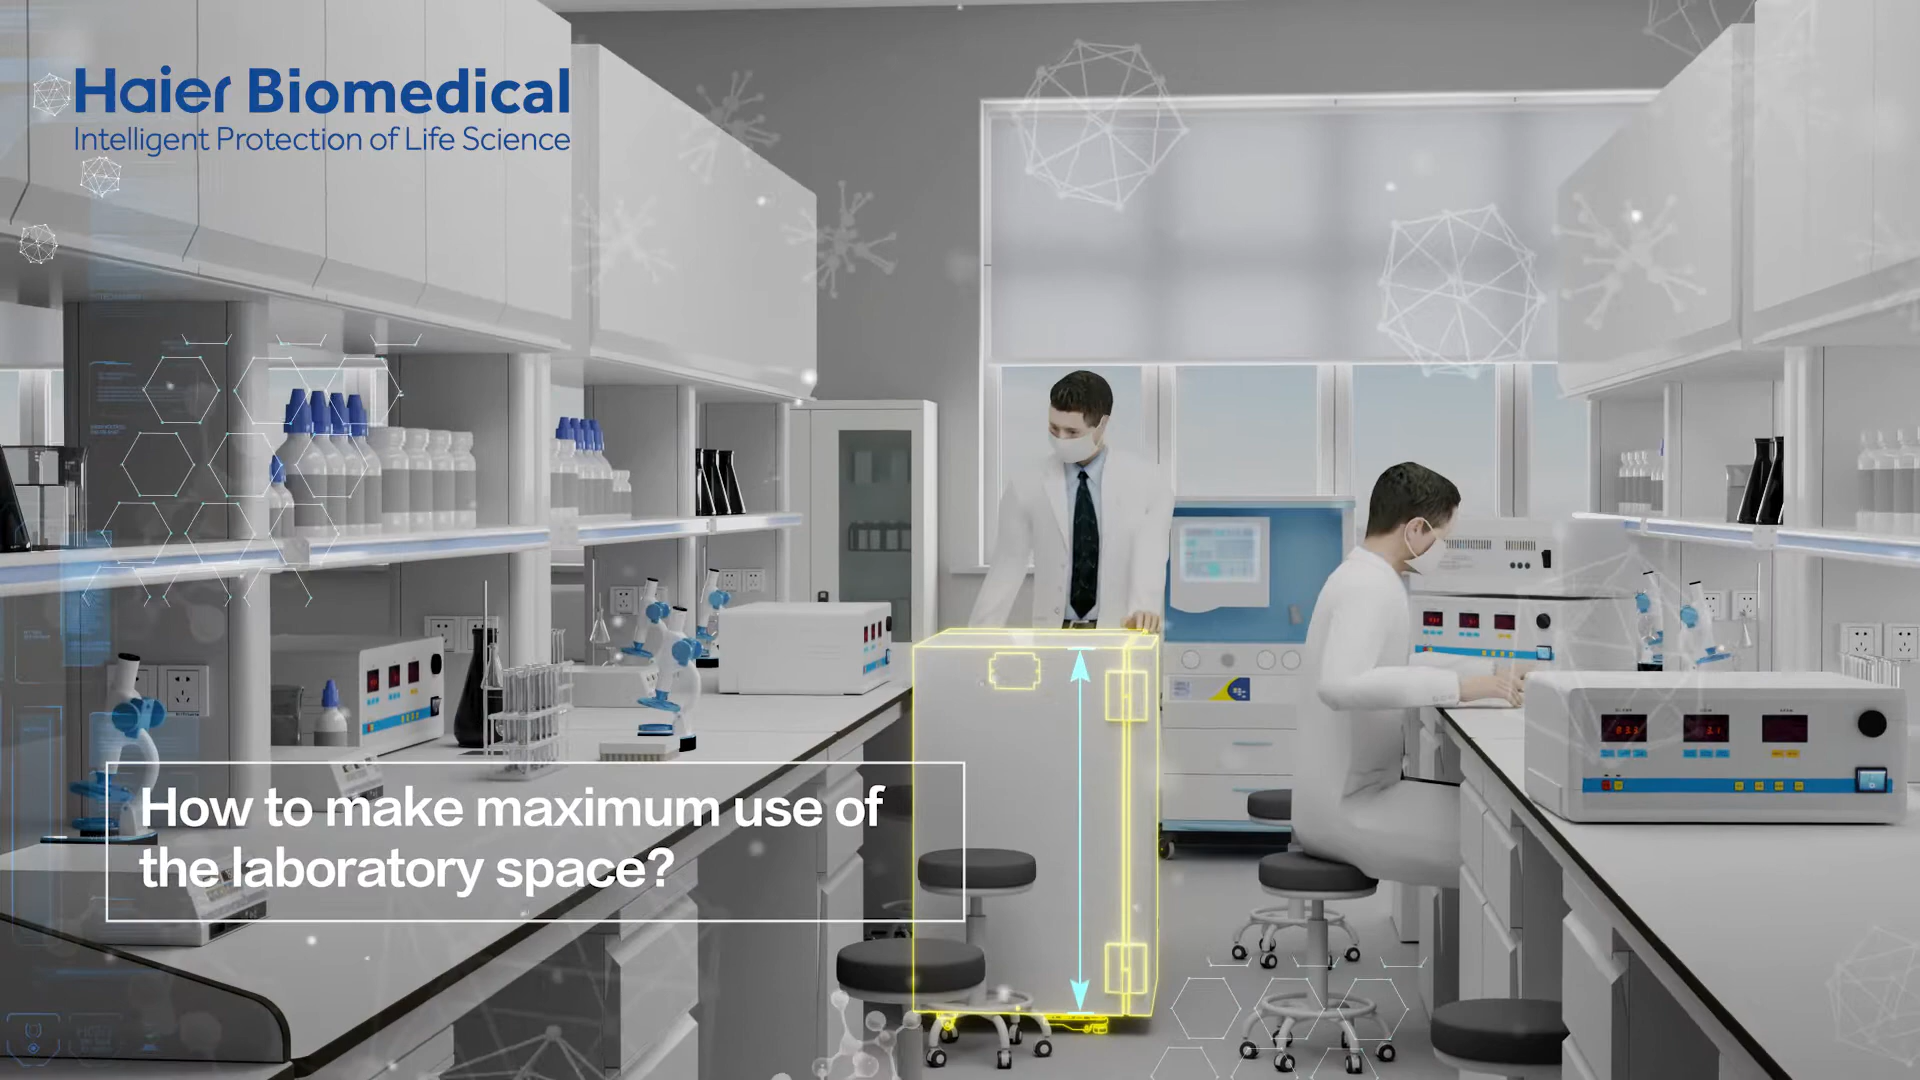 Haier Biomedical
Intelligent Protection of Life Science
How to make maximum use of
the laboratory space?